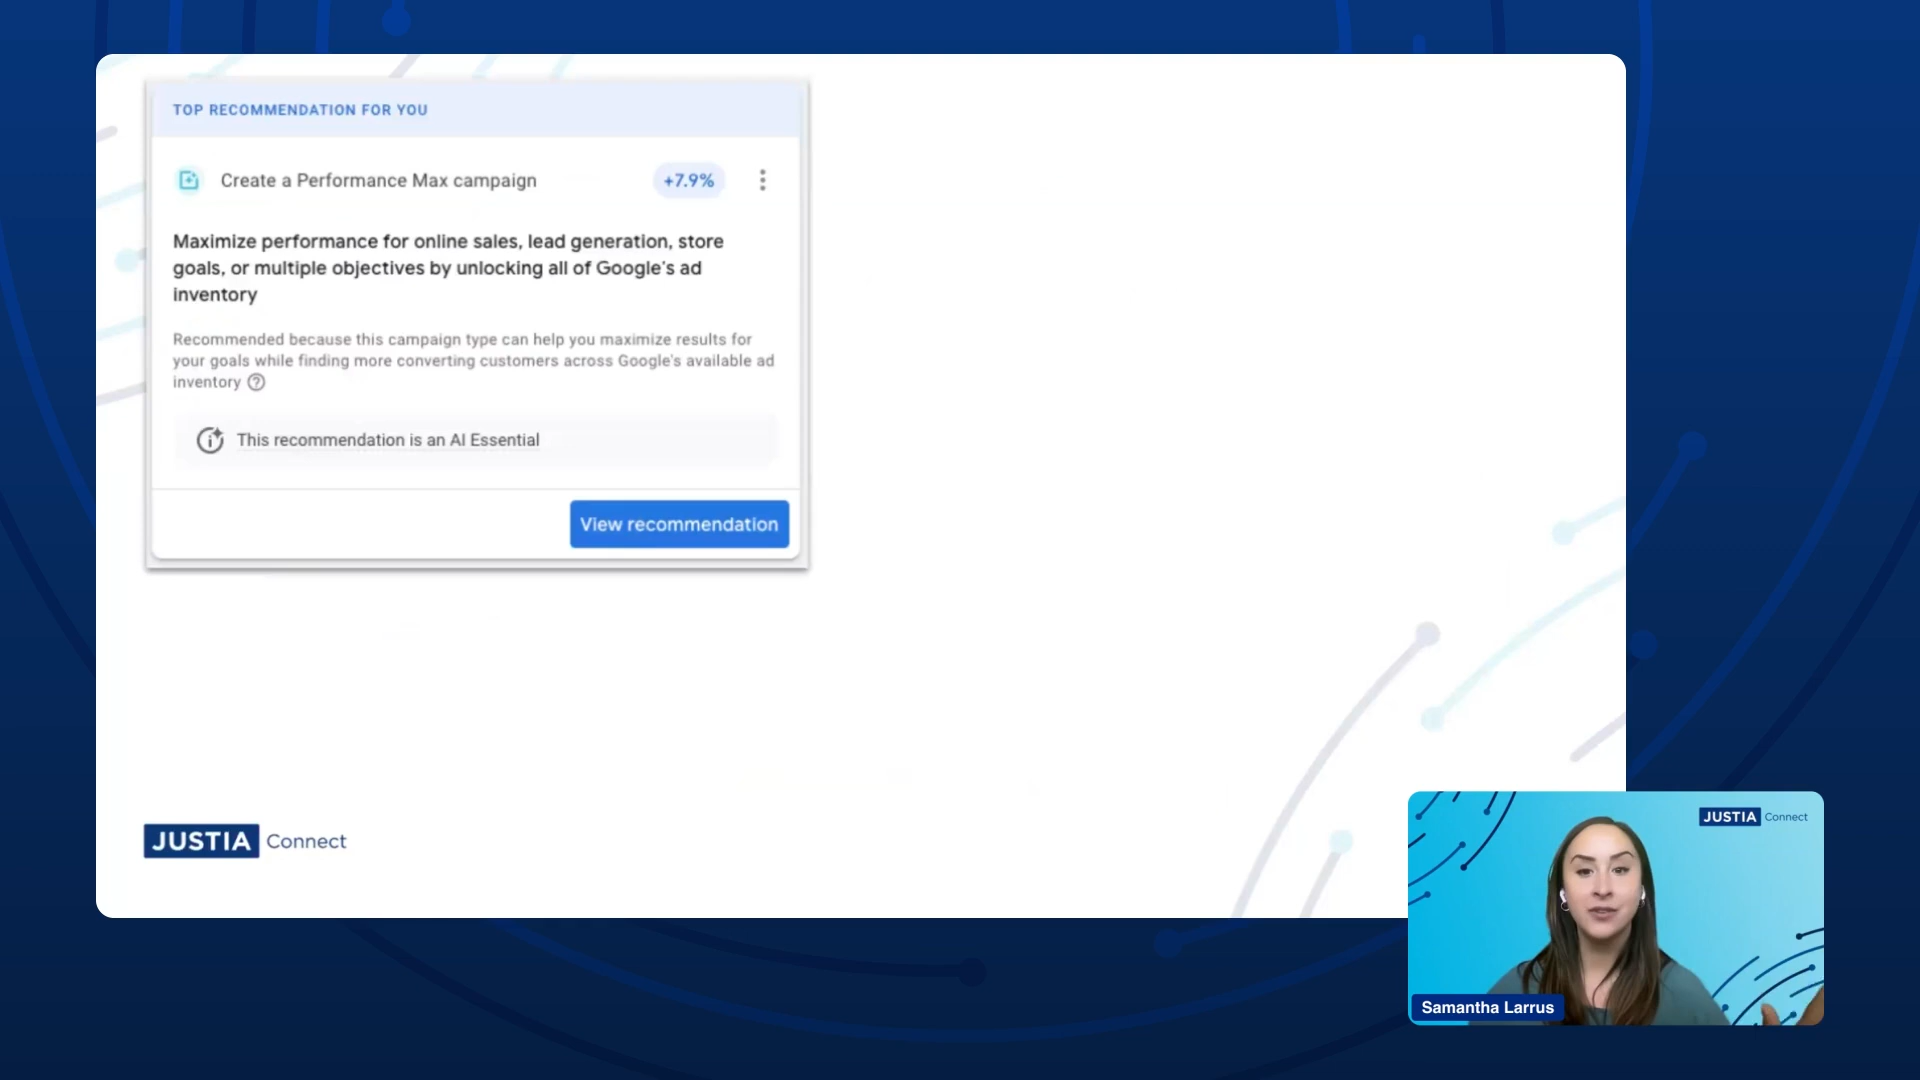 TOP RECOMMENDATION FOR YOU
Create a Performance Max campaign
+7.9%
Maximize performance for online sales, lead generation, store
goals, or multiple objectives by unlocking all of Google's ad
inventory
Recommended because this campaign type can help you maximize results for
your goals while finding more converting customers across Google's available ad
inventory
This recommendation is an AI Essential
View recommendation
JUSTIA Connect
JUSTIA Connect
Samantha Larrus